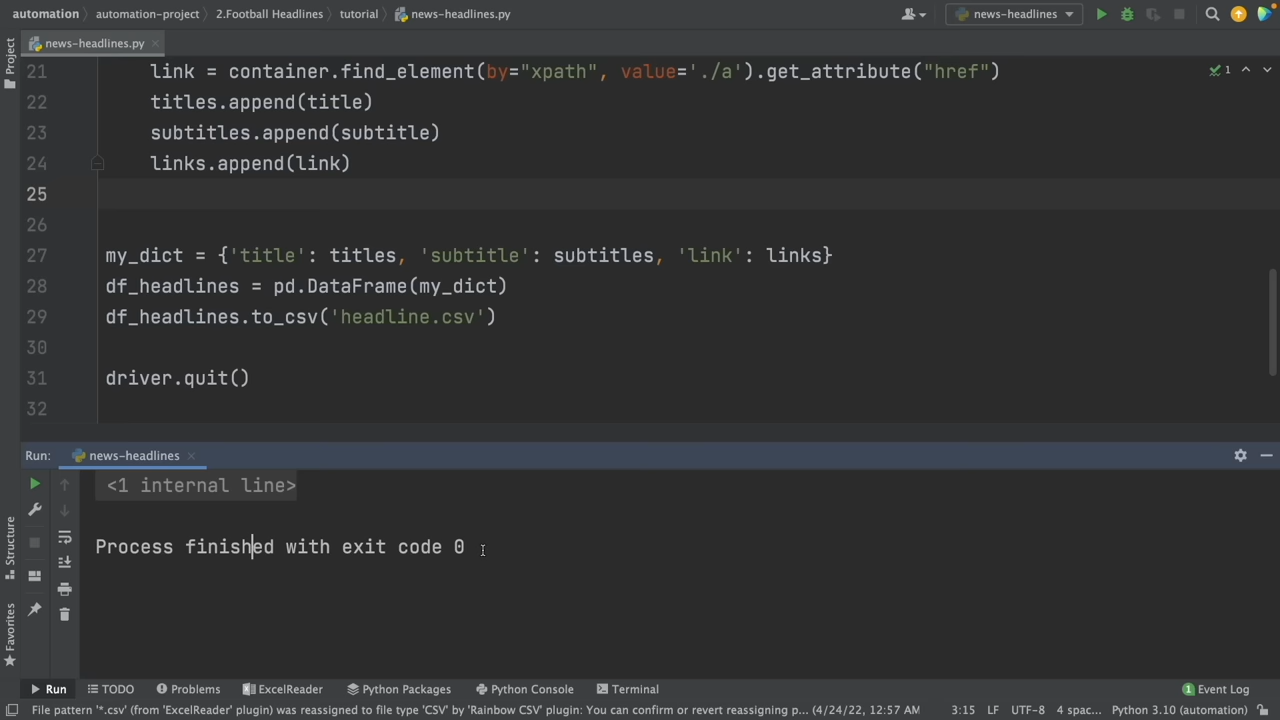 automation
automation-project
2.Football Headlines
tutorial
news-headlines.py
news-headlines
news-headlines.py
Project
21 link = container.find_element(by="xpath", value='./a').get_attribute("href")
1
22 titles.append(title)
23 subtitles.append(subtitle)
24 links.append(link)
25
26
27 my_dict = {'title': titles, 'subtitle': subtitles, 'link': links}
28 df_headlines = pd.DataFrame(my_dict)
29 df_headlines.to_csv('headline.csv')
30
31 driver.quit()
32
Run: news-headlines
<1 internal line>
Process finished with exit code 0
Structure
Favorites
Run TODO Problems ExcelReader Python Packages Python Console Terminal 1 Event Log
File pattern '*.csv' (from 'ExcelReader' plugin) was reassigned to file type 'CSV' by 'Rainbow CSV' plugin: You can confirm or revert reassigning p... (4/24/22, 12:57 AM 3:15 LF UTF-8 4 spac... Python 3.10 (automation)